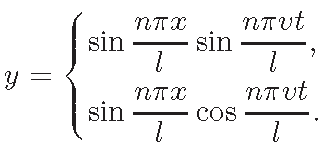 y = { sin nπx/l sin nπvt/l,
sin nπx/l cos nπvt/l.